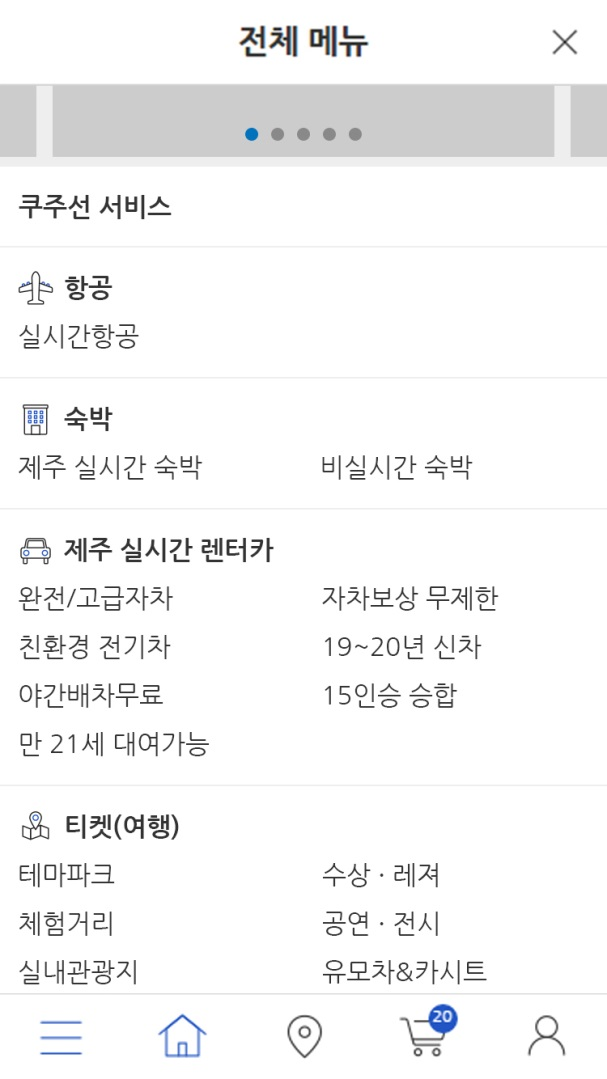 전체 메뉴
쿠주선 서비스
항공
실시간항공
숙박
제주 실시간 숙박 비실시간 숙박
제주 실시간 렌터카
완전/고급자차 자차보상 무제한
친환경 전기차 19~20년 신차
야간배차무료 15인승 승합
만 21세 대여가능
티켓(여행)
테마파크 수상 · 레져
체험거리 공연 · 전시
실내관광지 유모차&카시트
20